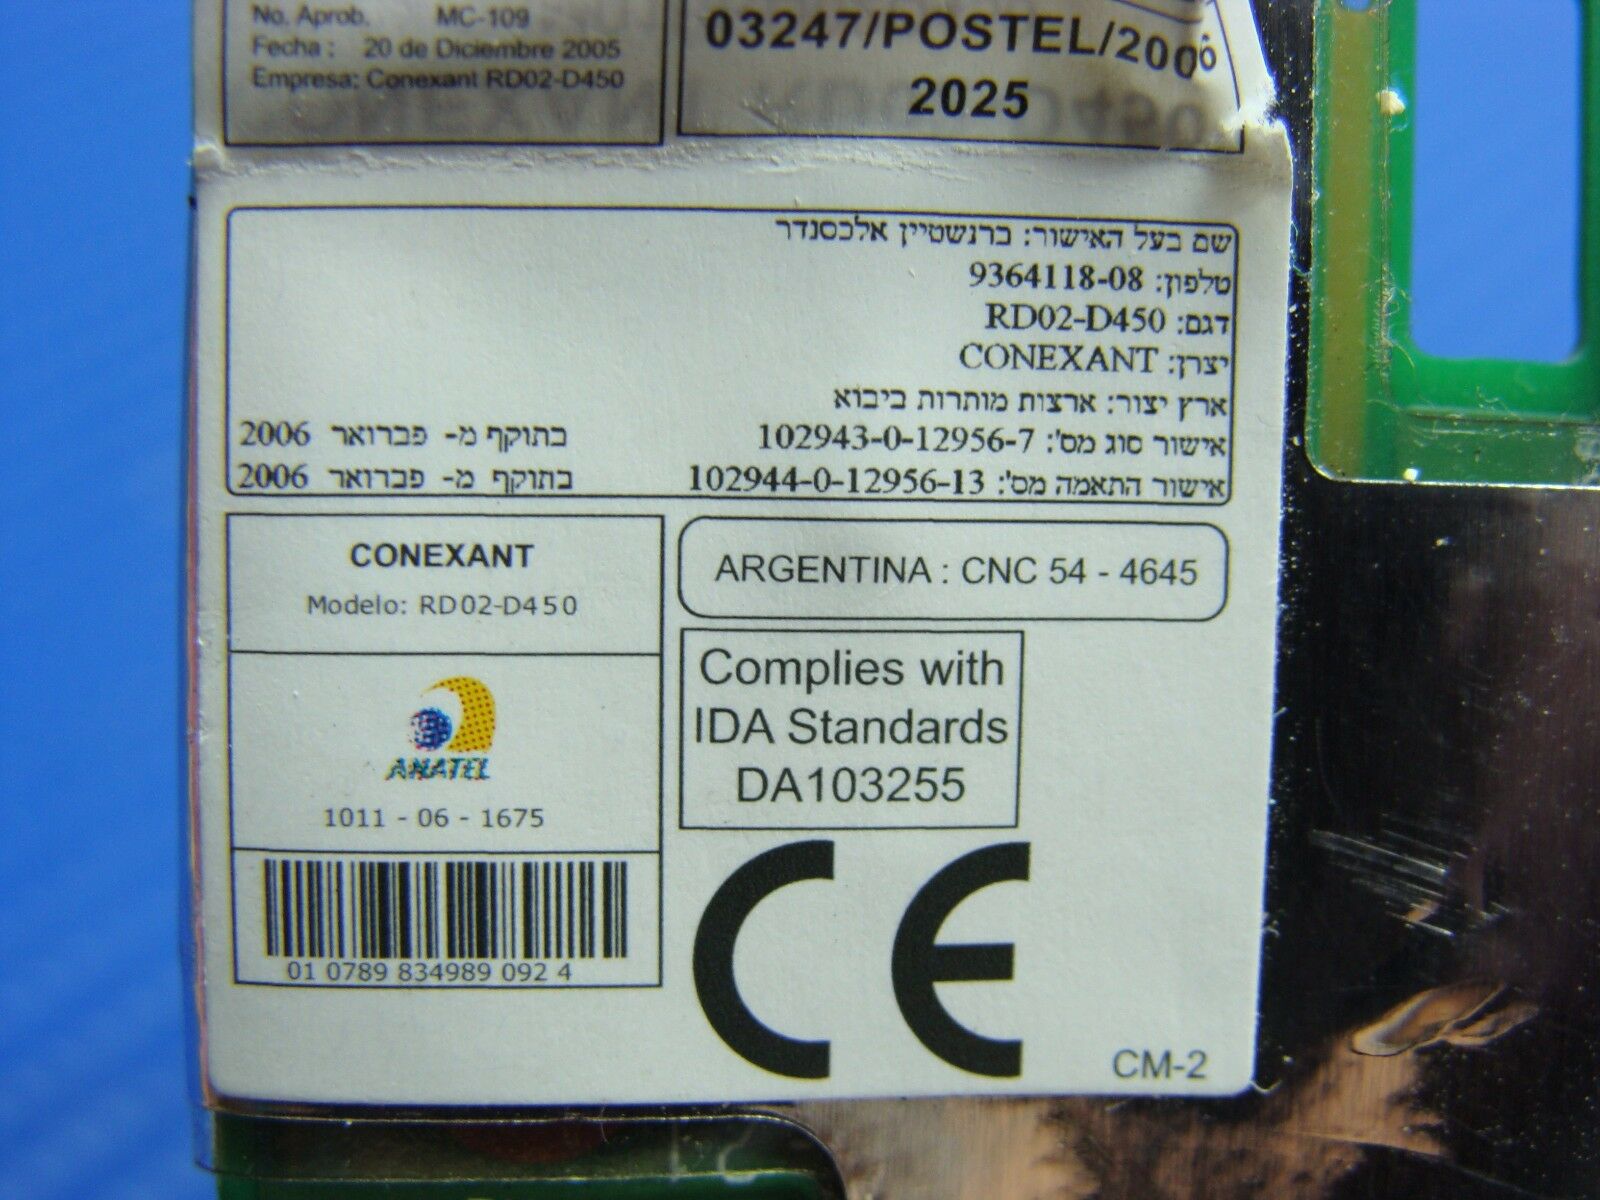 No. Aprob. MC-109
Fecha : 20 de Diciembre 2005
Empresa: Conexant RD02-D450
03247/POSTEL/2006
2025
שם בעל האישור: ברנשטיין אלכסנדר
טלפון: 9364118-08
דגם: RD02-D450
יצרן: CONEXANT
ארץ יצור: ארצות מותרות ביבוא
אישור סוג מס': 102943-0-12956-7 בתוקף מ- פברואר 2006
אישור התאמה מס': 102944-0-12956-13 בתוקף מ- פברואר 2006
CONEXANT
Modelo: RD02-D450
ANATEL
1011 - 06 - 1675
01 0789 834989 092 4
ARGENTINA : CNC 54 - 4645
Complies with
IDA Standards
DA103255
CE
CM-2